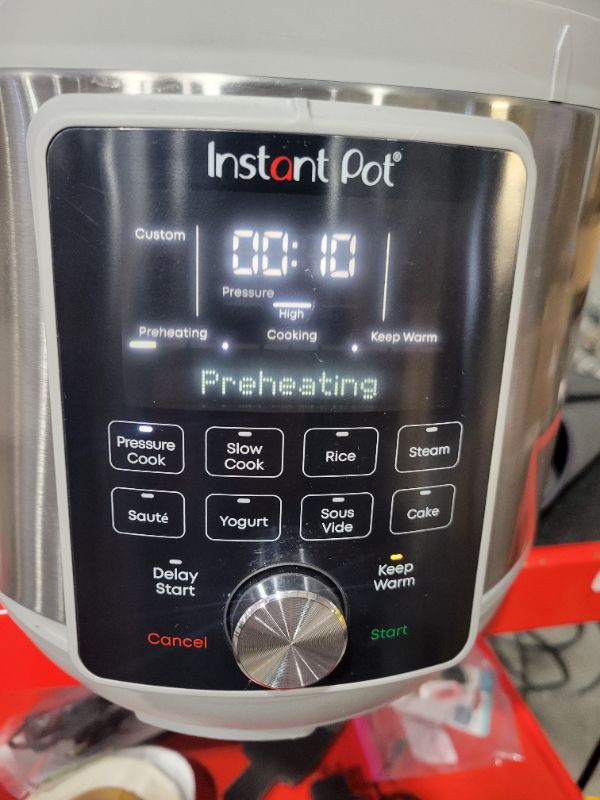 Instant Pot®
Custom
00:10
Pressure
High
Preheating Cooking Keep Warm
Preheating
Pressure Cook
Slow Cook
Rice
Steam
Sauté
Yogurt
Sous Vide
Cake
Delay Start
Keep Warm
Cancel
Start